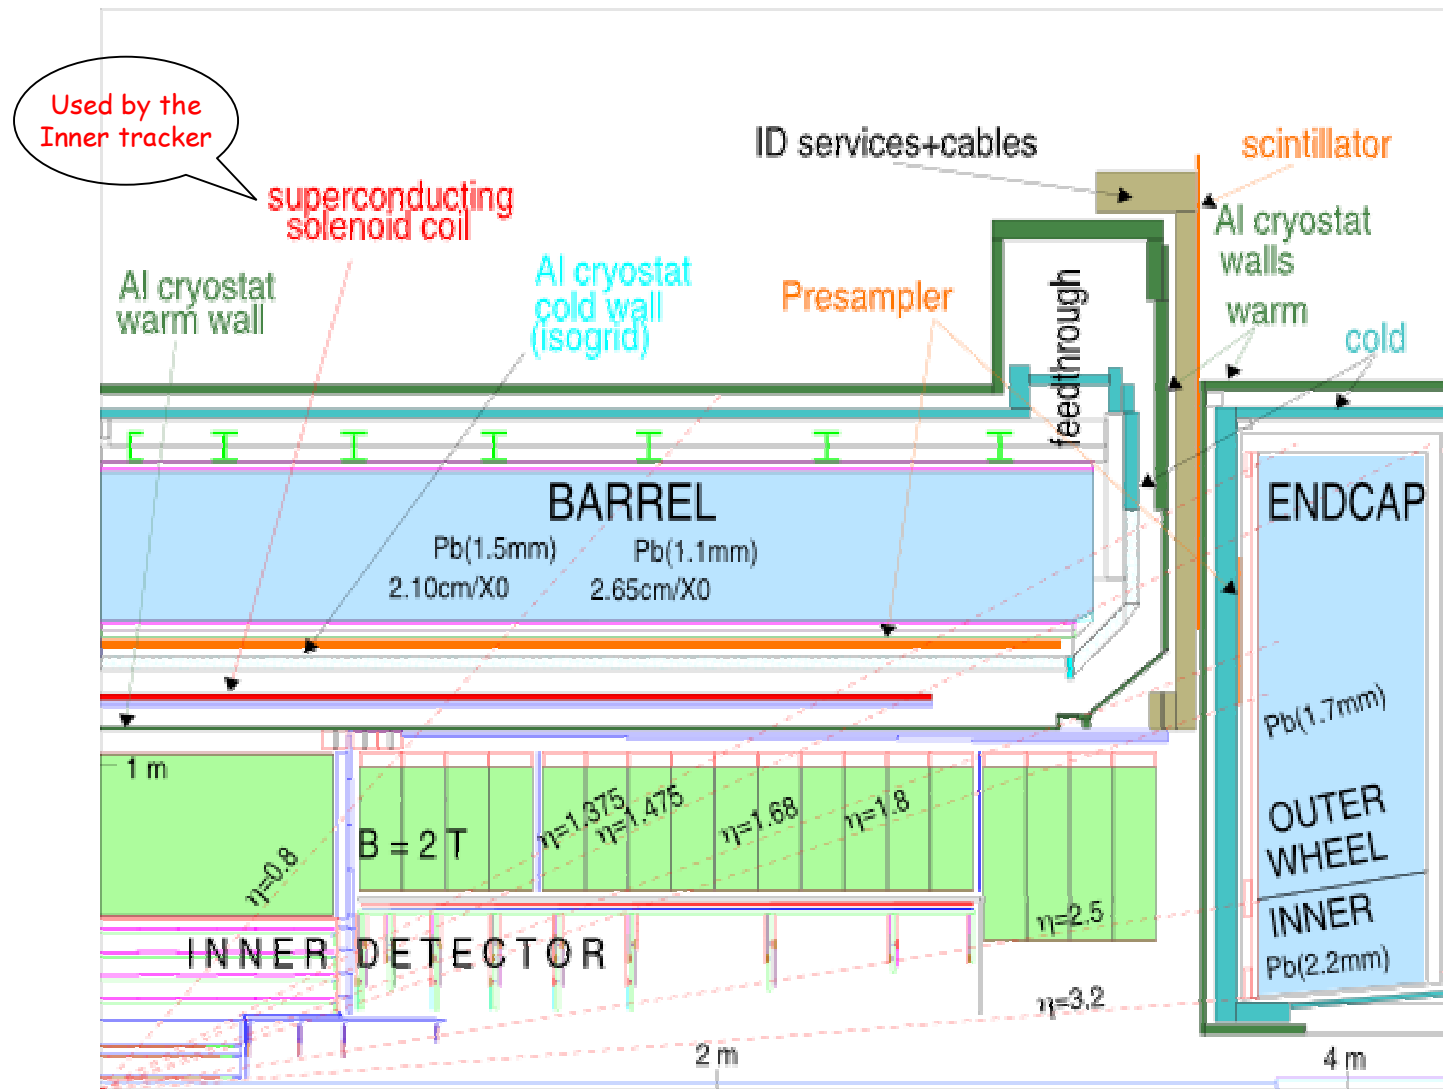 Used by the
Inner tracker
superconducting
solenoid coil
Al cryostat
warm wall
Al cryostat
cold wall
(isogrid)
Presampler
ID services+cables
scintillator
Al cryostat
walls
warm
cold
feedthrough
BARREL
Pb(1.5mm)
Pb(1.1mm)
2.10cm/X0
2.65cm/X0
ENDCAP
Pb(1.7mm)
OUTER
WHEEL
INNER
Pb(2.2mm)
1 m
B = 2 T
η=0.8
η=1.375
η=1.475
η=1.68
η=1.8
η=2.5
η=3.2
INNER DETECTOR
2 m
4 m